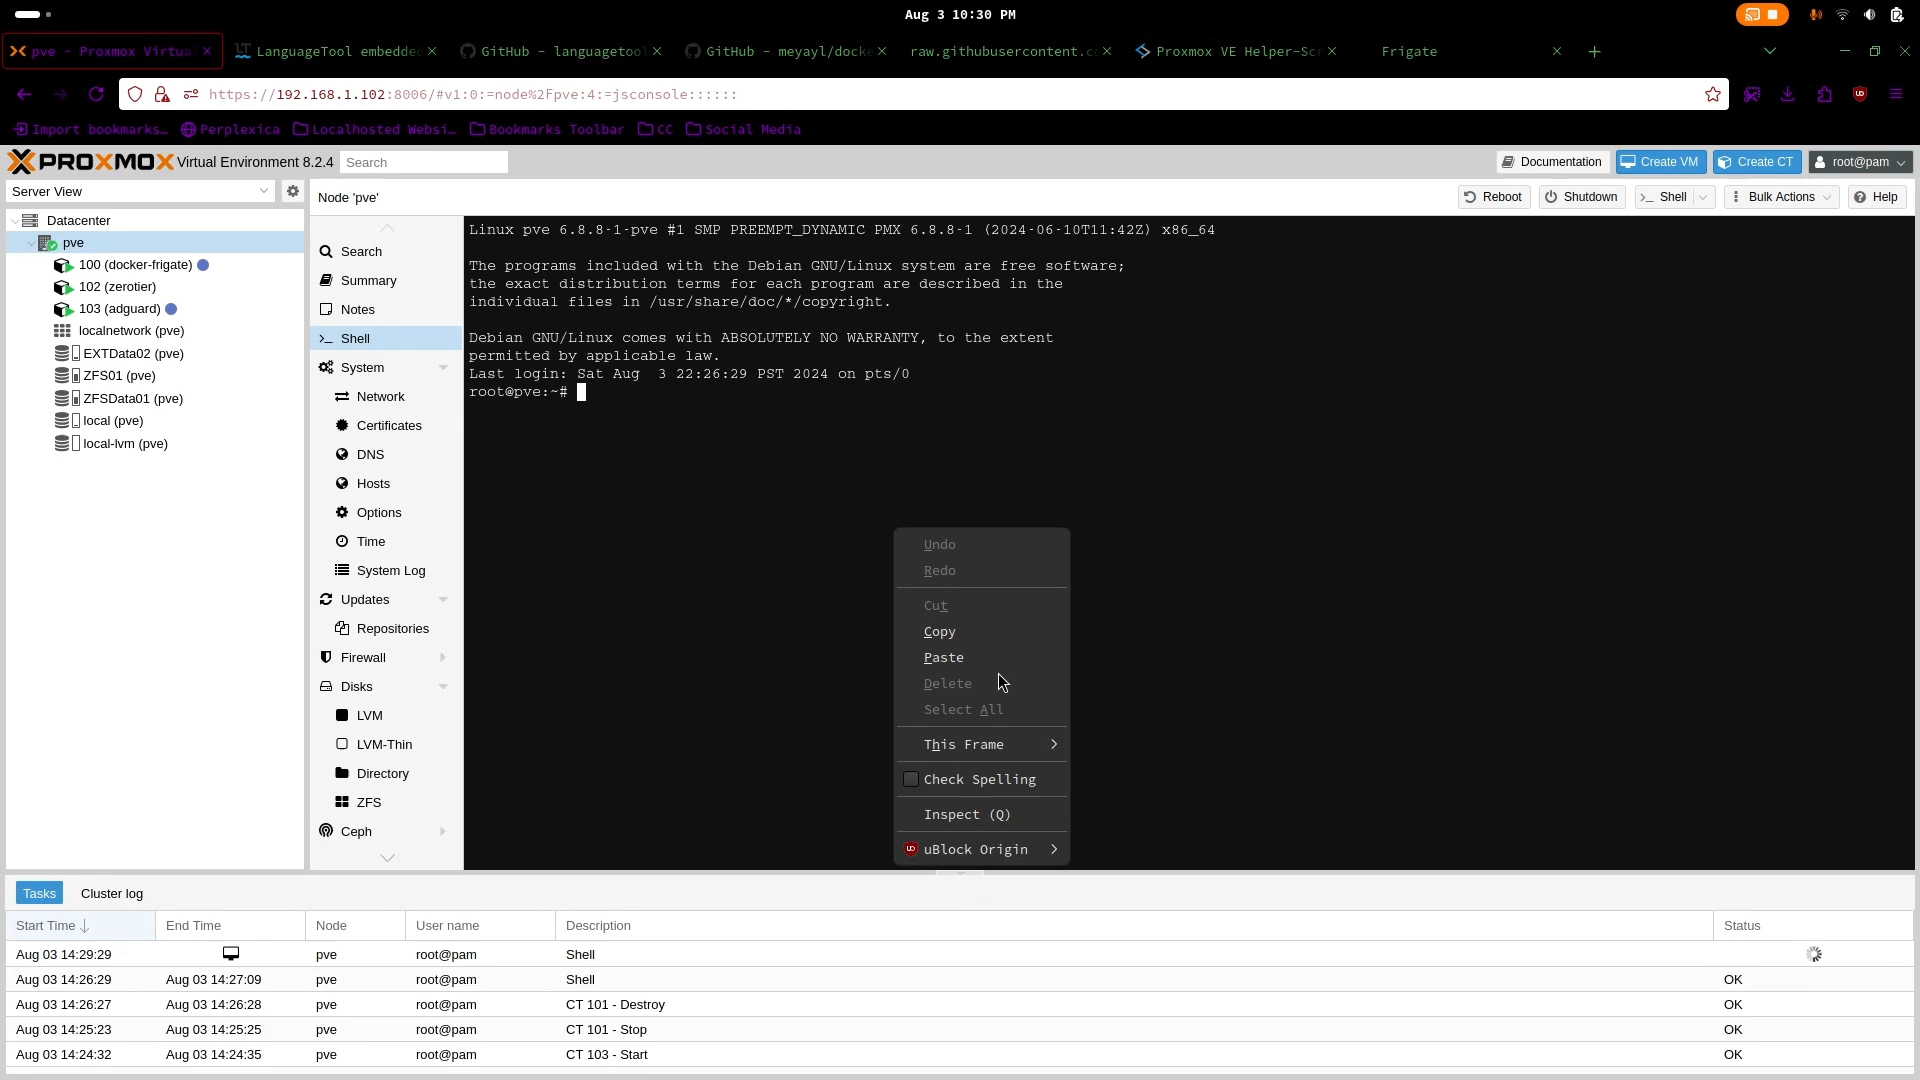 Aug 3 10:30 PM
pve - Proxmox Virtua
LanguageTool embedde
GitHub - languagetool
GitHub - meyayl/docke
raw.githubusercontent.c
Proxmox VE Helper-Scr
Frigate
https://192.168.1.102:8006/#v1:0:=node%2Fpve:4:=jsconsole::::::
Import bookmarks…
Perplexica
Localhosted Websi…
Bookmarks Toolbar
CC
Social Media
PROXMOX Virtual Environment 8.2.4
Search
Documentation
Create VM
Create CT
root@pam
Server View
Node 'pve'
Reboot
Shutdown
Shell
Bulk Actions
Help
Datacenter
pve
100 (docker-frigate)
102 (zerotier)
103 (adguard)
localnetwork (pve)
EXTData02 (pve)
ZFS01 (pve)
ZFSData01 (pve)
local (pve)
local-lvm (pve)
Search
Summary
Notes
Shell
System
Network
Certificates
DNS
Hosts
Options
Time
System Log
Updates
Repositories
Firewall
Disks
LVM
LVM-Thin
Directory
ZFS
Ceph
Linux pve 6.8.8-1-pve #1 SMP PREEMPT_DYNAMIC PMX 6.8.8-1 (2024-06-10T11:42Z) x86_64
The programs included with the Debian GNU/Linux system are free software;
the exact distribution terms for each program are described in the
individual files in /usr/share/doc/*/copyright.
Debian GNU/Linux comes with ABSOLUTELY NO WARRANTY, to the extent
permitted by applicable law.
Last login: Sat Aug  3 22:26:29 PST 2024 on pts/0
root@pve:~#
Undo
Redo
Cut
Copy
Paste
Delete
Select All
This Frame
Check Spelling
Inspect (Q)
uBlock Origin
Tasks
Cluster log
Start Time
End Time
Node
User name
Description
Status
Aug 03 14:29:29 pve root@pam Shell
Aug 03 14:26:29 Aug 03 14:27:09 pve root@pam Shell OK
Aug 03 14:26:27 Aug 03 14:26:28 pve root@pam CT 101 - Destroy OK
Aug 03 14:25:23 Aug 03 14:25:25 pve root@pam CT 101 - Stop OK
Aug 03 14:24:32 Aug 03 14:24:35 pve root@pam CT 103 - Start OK